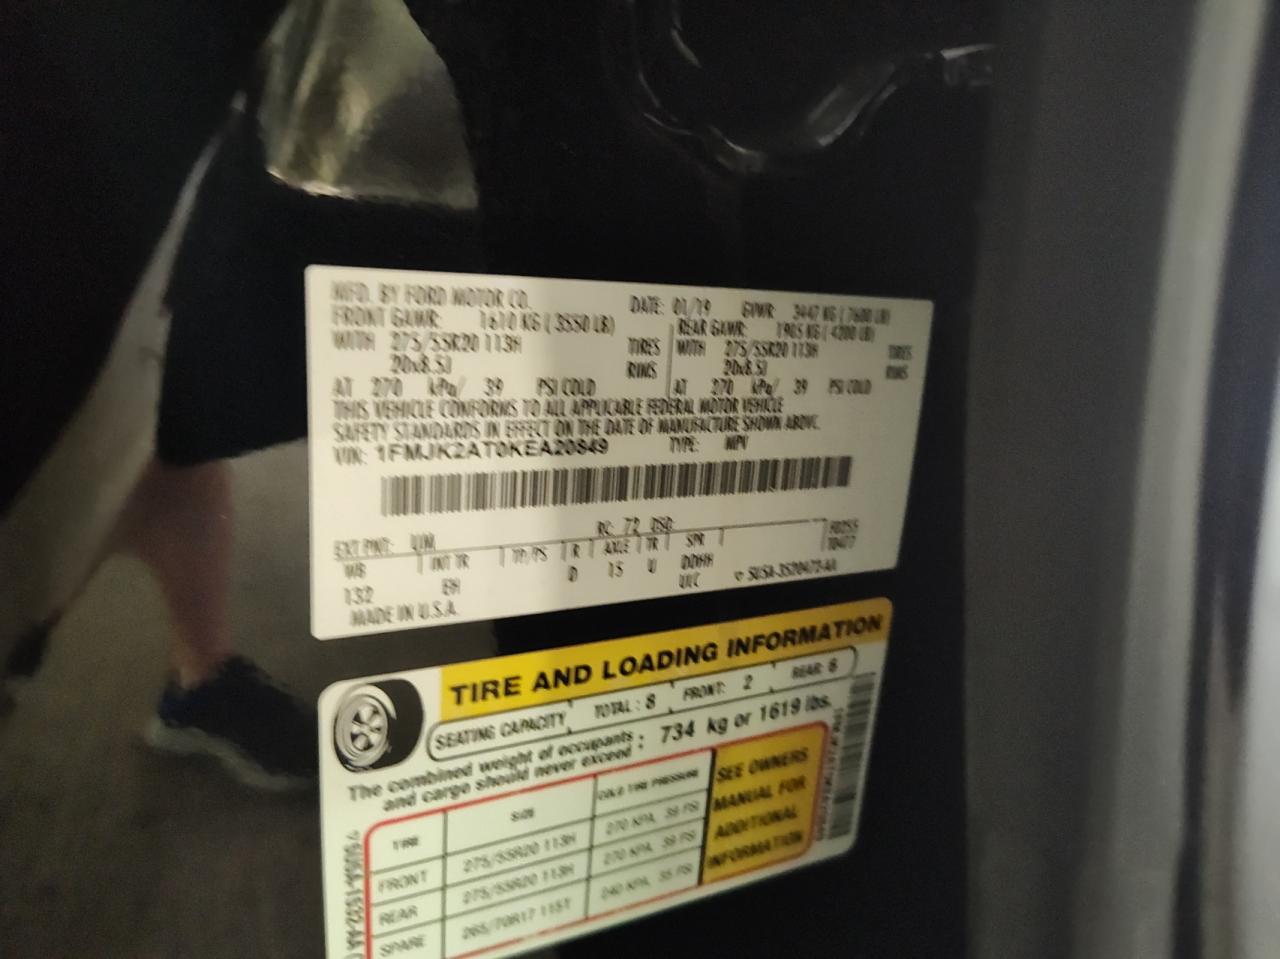 MFD. BY FORD MOTOR CO.
DATE: 01/19 GVWR: 3447 KG ( 7600 LB)
FRONT GAWR: 1610 KG ( 3550 LB) REAR GAWR: 1905 KG ( 4200 LB)
WITH 275/55R20 113H TIRES WITH 275/55R20 113H TIRES
20x8.5J RIMS 20x8.5J RIMS
AT 270 kPa/ 39 PSI COLD AT 270 kPa/ 39 PSI COLD
THIS VEHICLE CONFORMS TO ALL APPLICABLE FEDERAL MOTOR VEHICLE
SAFETY STANDARDS IN EFFECT ON THE DATE OF MANUFACTURE SHOWN ABOVE.
VIN: 1FMJK2AT0KEA20849 TYPE: MPV
EXT PNT: UM RC: 72 DSO:
WB INT TR TP/PS R AXLE TR SPR
132 EH D 15 U DDHH
MADE IN U.S.A. UUC
TIRE AND LOADING INFORMATION
SEATING CAPACITY TOTAL: 8 FRONT: 2 REAR: 6
The combined weight of occupants and cargo should never exceed : 734 kg or 1619 lbs.
TIRE SIZE COLD TIRE PRESSURE
FRONT 275/55R20 113H 270 KPA, 39 PSI
REAR 275/55R20 113H 270 KPA, 39 PSI
SPARE 265/70R17 115T 240 KPA, 35 PSI
SEE OWNERS
MANUAL FOR
ADDITIONAL
INFORMATION